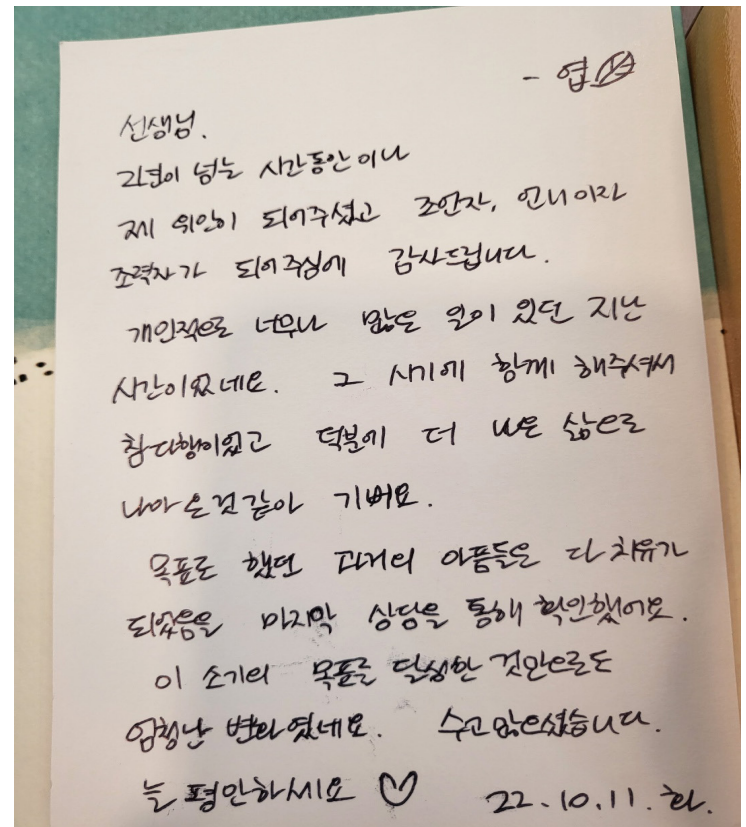 - 엽
선생님.
2년이 넘는 시간동안이나
제 위안이 되어주셨고 조언자, 언니이자
조력자가 되어주심에 감사드립니다.
개인적으로 너무나 많은 일이 있던 지난
시간이었네요. 그 시기에 함께 해주셔서
참 다행이었고 덕분에 더 나은 삶으로
나아온것같아 기뻐요.
목표로 했던 과거의 아픔들은 다 치유가
되었음을 마지막 상담을 통해 확인했어요.
이 소기의 목표를 달성한 것만으로도
엄청난 변화였네요. 수고많으셨습니다.
늘 평안하세요 ♡ 22.10.11.화.